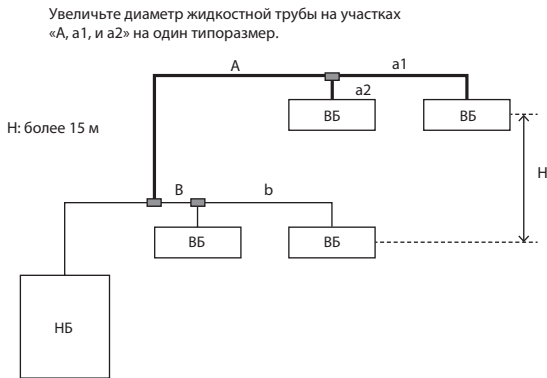 Увеличьте диаметр жидкостной трубы на участках
«А, a1, и a2» на один типоразмер.
A
a1
a2
ВБ
ВБ
H: более 15 м
H
B
b
ВБ
ВБ
НБ